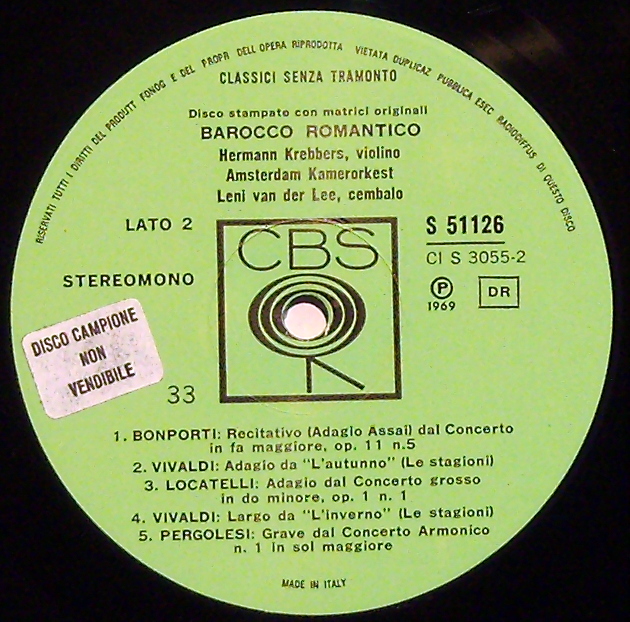 RISERVATI TUTTI I DIRITTI DEL PRODUTT FONOG E DEL PROPR DELL OPERA RIPRODOTTA VIETATA DUPLICAZ PUBBLICA ESEC RADIODIFFUS DI QUESTO DISCO
CLASSICI SENZA TRAMONTO
Disco stampato con matrici originali
BAROCCO ROMANTICO
Hermann Krebbers, violino
Amsterdam Kamerorkest
Leni van der Lee, cembalo
LATO 2
CBS
S 51126
CI S 3055-2
STEREOMONO
Ⓟ
1969
DR
DISCO CAMPIONE
NON
VENDIBILE
33
1. BONPORTI: Recitativo (Adagio Assai) dal Concerto
in fa maggiore, op. 11 n.5
2. VIVALDI: Adagio da "L'autunno" (Le stagioni)
3. LOCATELLI: Adagio dal Concerto grosso
in do minore, op. 1 n. 1
4. VIVALDI: Largo da "L'inverno" (Le stagioni)
5. PERGOLESI: Grave dal Concerto Armonico
n. 1 in sol maggiore
MADE IN ITALY